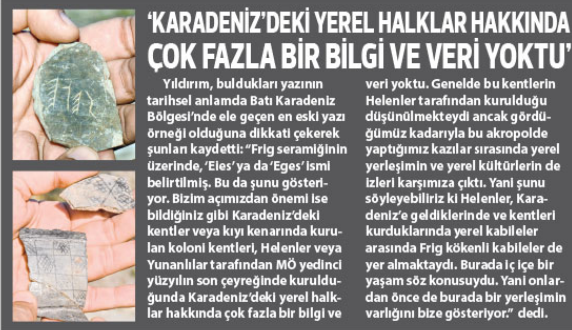 ‘KARADENİZ’DEKİ YEREL HALKLAR HAKKINDA
ÇOK FAZLA BİR BİLGİ VE VERİ YOKTU’
Yıldırım, buldukları yazının
tarihsel anlamda Batı Karadeniz
Bölgesi’nde ele geçen en eski yazı
örneği olduğuna dikkati çekerek
şunları kaydetti: “Frig seramiğinin
üzerinde, ‘Eies’ ya da ‘Eges’ ismi
belirtilmiş. Bu da şunu gösteri-
yor. Bizim açımızdan önemi ise
bildiğiniz gibi Karadeniz’deki
kentler veya kıyı kenarında kuru-
lan koloni kentleri, Helenler veya
Yunanlılar tarafından MÖ yedinci
yüzyılın son çeyreğinde kuruldu-
ğunda Karadeniz’deki yerel halk-
lar hakkında çok fazla bir bilgi ve
veri yoktu. Genelde bu kentlerin
Helenler tarafından kurulduğu
düşünülmekteydi ancak gördü-
ğümüz kadarıyla bu akropolde
yaptığımız kazılar sırasında yerel
yerleşimin ve yerel kültürlerin de
izleri karşımıza çıktı. Yani şunu
söyleyebiliriz ki Helenler, Kara-
deniz’e geldiklerinde ve kentleri
kurduklarında yerel kabileler
arasında Frig kökenli kabileler de
yer almaktaydı. Burada iç içe bir
yaşam söz konusuydu. Yani onlar-
dan önce de burada bir yerleşimin
varlığını bize gösteriyor.” dedi.